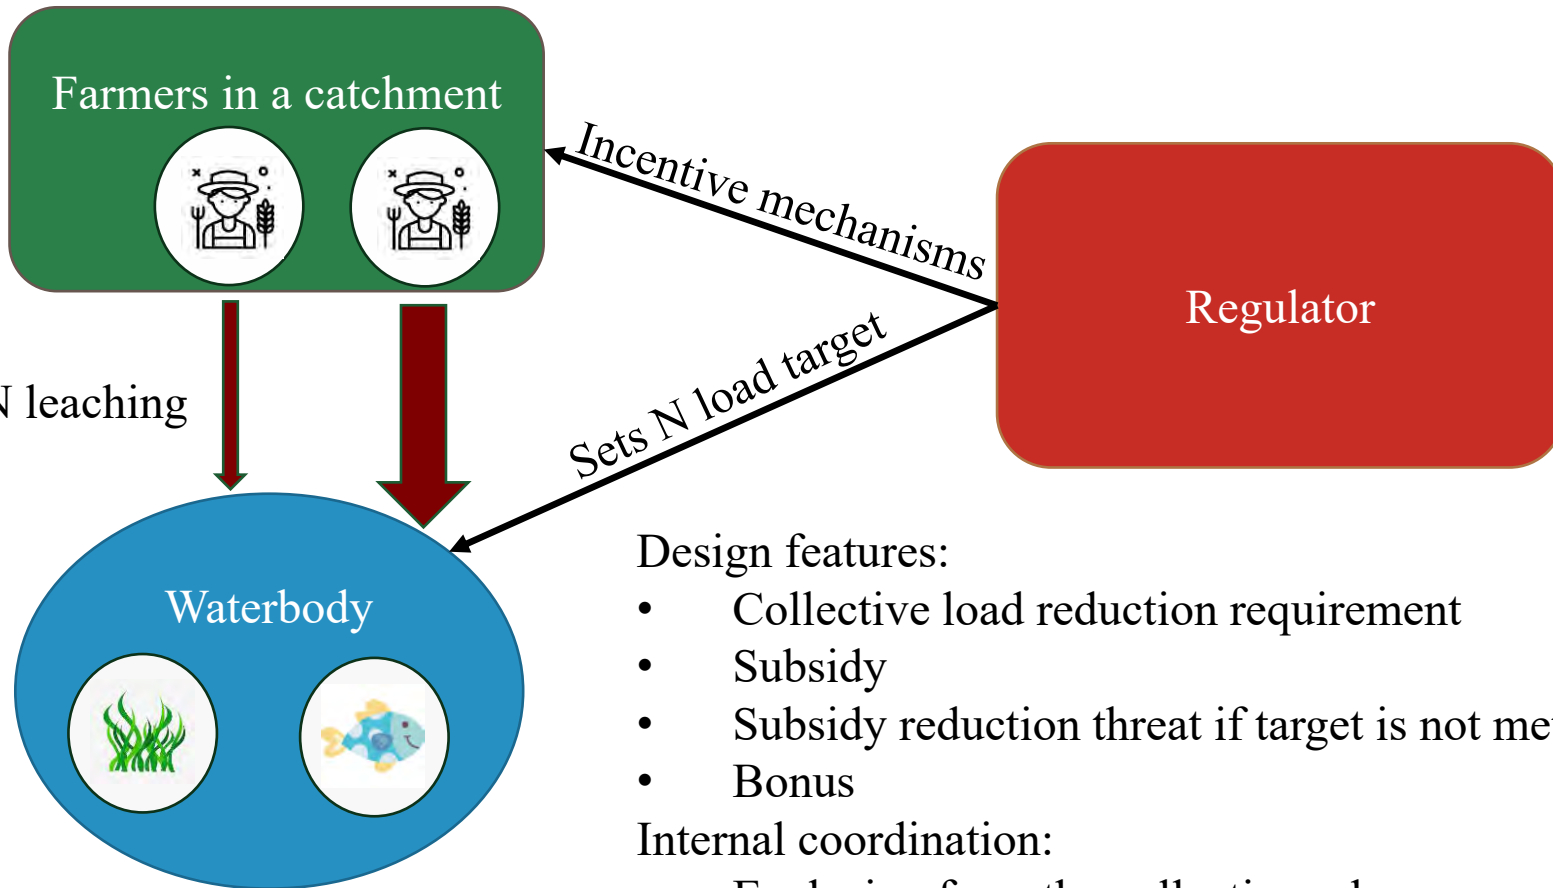 Farmers in a catchment
Incentive mechanisms
Regulator
Sets N load target
N leaching
Waterbody
Design features:
• Collective load reduction requirement
• Subsidy
• Subsidy reduction threat if target is not me
• Bonus
Internal coordination: